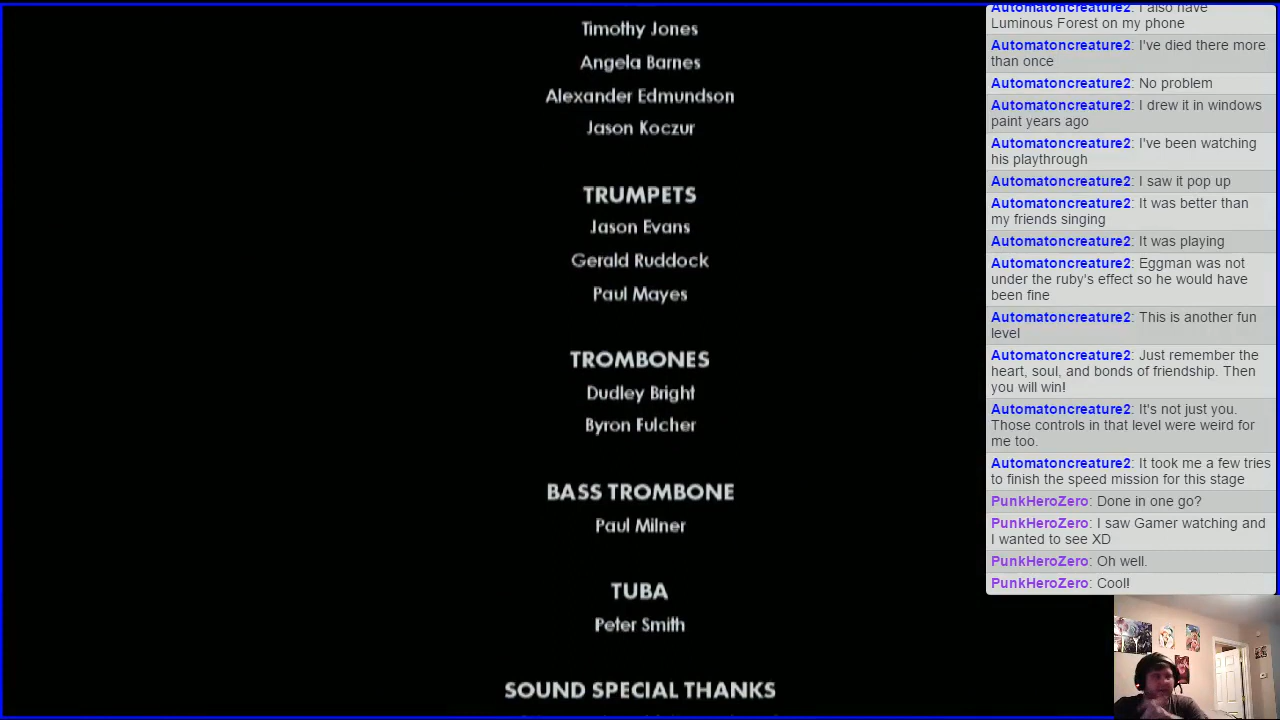 Timothy Jones
Angela Barnes
Alexander Edmundson
Jason Koczur
TRUMPETS
Jason Evans
Gerald Ruddock
Paul Mayes
TROMBONES
Dudley Bright
Byron Fulcher
BASS TROMBONE
Paul Milner
TUBA
Peter Smith
SOUND SPECIAL THANKS
Automatoncreature2: I also have
Luminous Forest on my phone
Automatoncreature2: I've died there more
than once
Automatoncreature2: No problem
Automatoncreature2: I drew it in windows
paint years ago
Automatoncreature2: I've been watching
his playthrough
Automatoncreature2: I saw it pop up
Automatoncreature2: It was better than
my friends singing
Automatoncreature2: It was playing
Automatoncreature2: Eggman was not
under the ruby's effect so he would have
been fine
Automatoncreature2: This is another fun
level
Automatoncreature2: Just remember the
heart, soul, and bonds of friendship. Then
you will win!
Automatoncreature2: It's not just you.
Those controls in that level were weird for
me too.
Automatoncreature2: It took me a few tries
to finish the speed mission for this stage
PunkHeroZero: Done in one go?
PunkHeroZero: I saw Gamer watching and
I wanted to see XD
PunkHeroZero: Oh well.
PunkHeroZero: Cool!